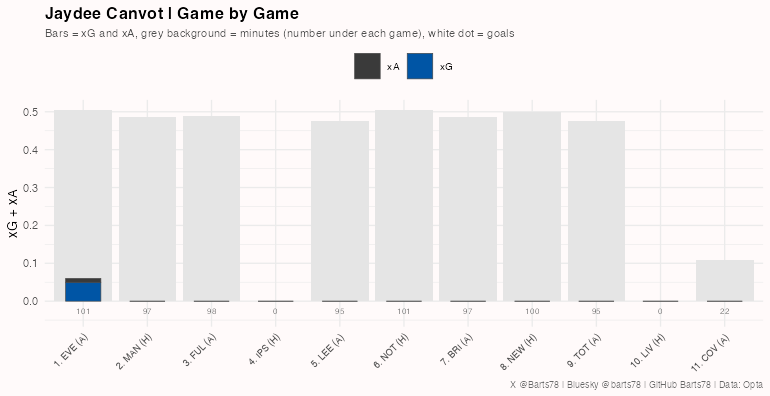 Jaydee Canvot | Game by Game
Bars = xG and xA, grey background = minutes (number under each game), white dot = goals
xA xG
xG + xA
0.5
0.4
0.3
0.2
0.1
0.0
101 97 98 0 95 101 97 100 95 0 22
1. EVE (A) 2. MAN (H) 3. FUL (A) 4. IPS (H) 5. LEE (A) 6. NOT (H) 7. BRI (A) 8. NEW (H) 9. TOT (A) 10. LIV (H) 11. COV (A)
X @Barts78 | Bluesky @barts78 | GitHub Barts78 | Data: Opta